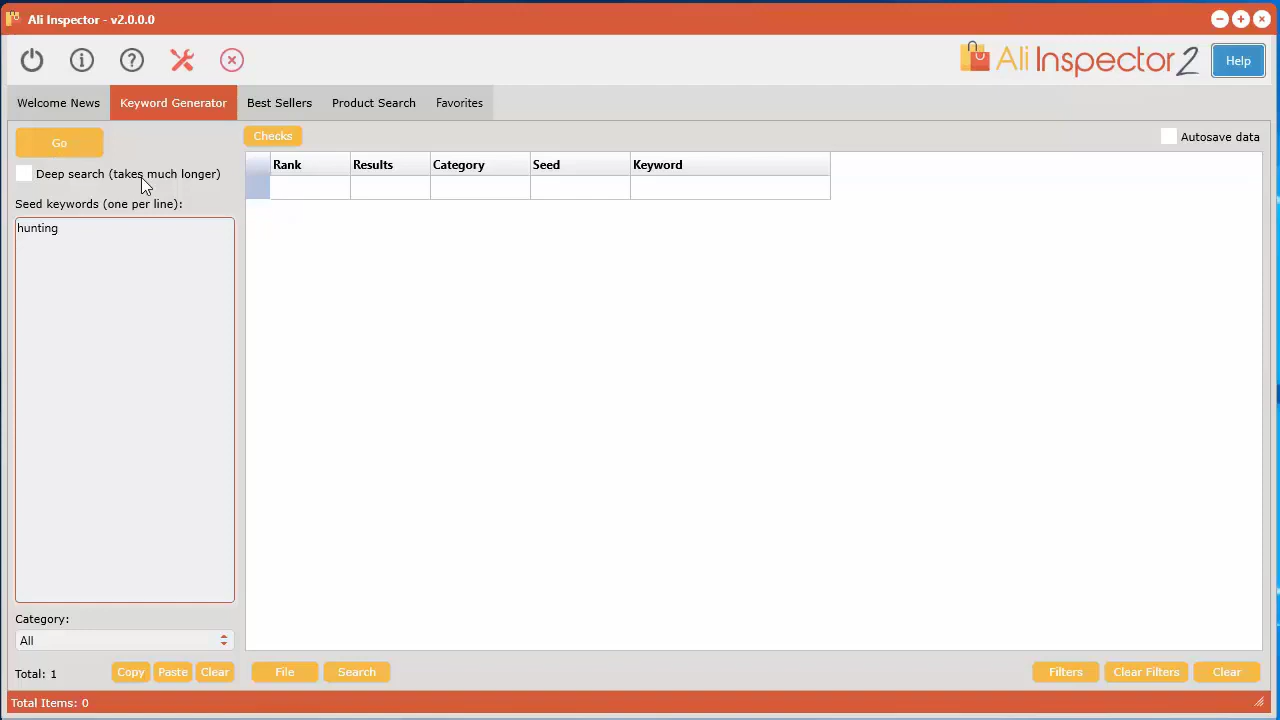 Ali Inspector - v2.0.0.0
Ali Inspector 2
Help
Welcome News
Keyword Generator
Best Sellers
Product Search
Favorites
Go
Checks
Autosave data
Deep search (takes much longer)
Rank
Results
Category
Seed
Keyword
Seed keywords (one per line):
hunting
Category:
All
Total: 1
Copy
Paste
Clear
File
Search
Filters
Clear Filters
Clear
Total Items: 0